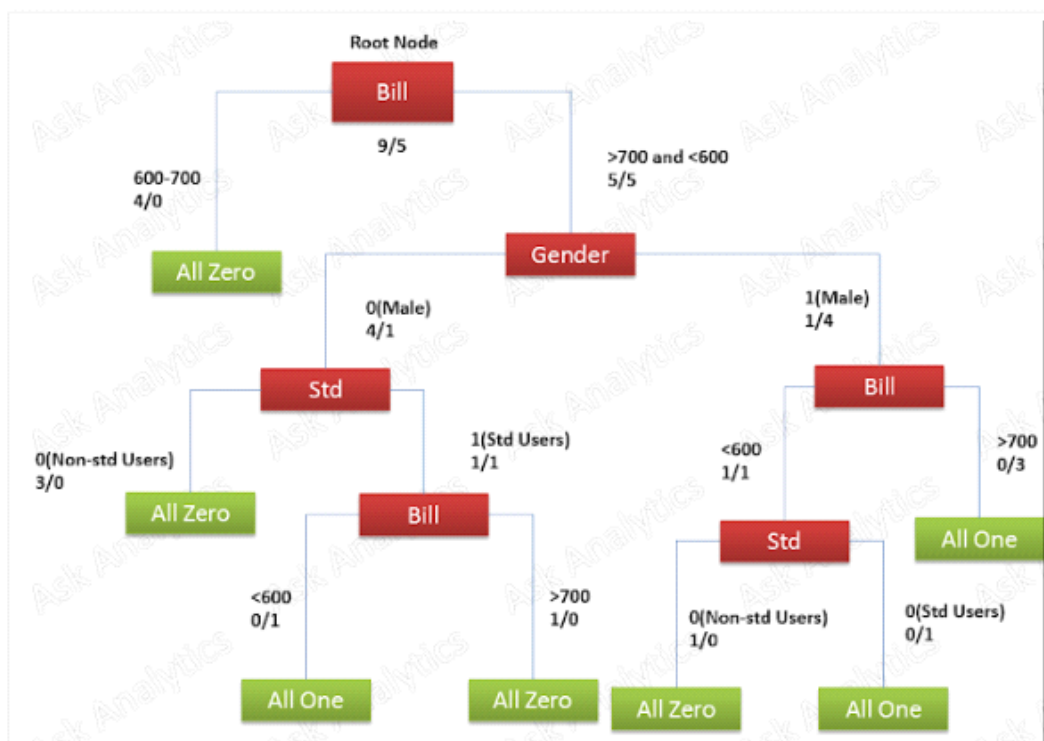 Root Node
Bill
9/5
600-700
4/0
>700 and <600
5/5
All Zero
Gender
0(Male)
4/1
1(Male)
1/4
Std
Bill
0(Non-std Users)
3/0
1(Std Users)
1/1
<600
1/1
>700
0/3
All Zero
Bill
Std
All One
<600
0/1
>700
1/0
0(Non-std Users)
1/0
0(Std Users)
0/1
All One
All Zero
All Zero
All One
Ask Analytics